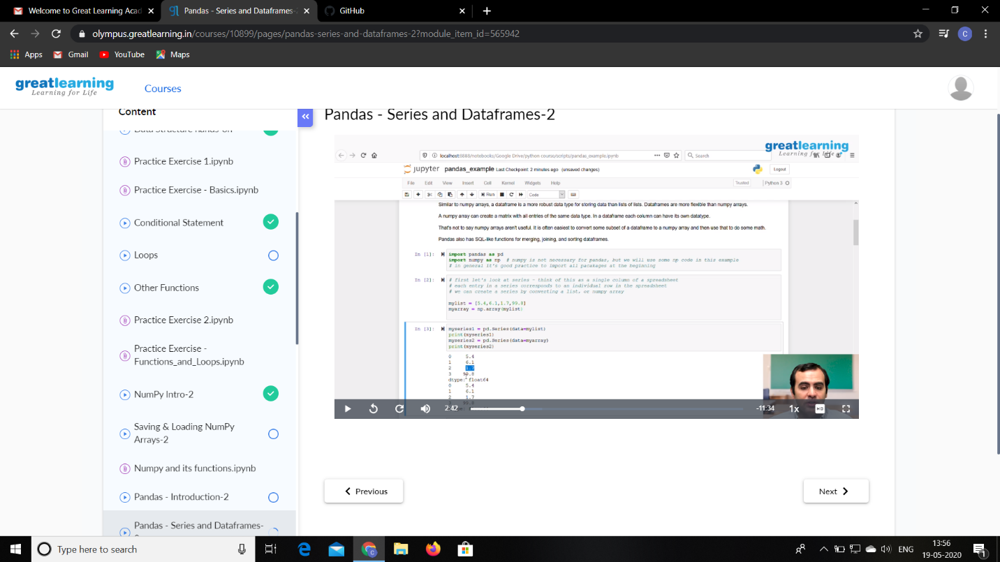 Welcome to Great Learning Acad
Pandas - Series and Dataframes-
GitHub
olympus.greatlearning.in/courses/10899/pages/pandas-series-and-dataframes-2?module_item_id=565942
C
Apps
Gmail
YouTube
Maps
greatlearning
Learning for Life
Courses
Content
Data Structure hands-on
Practice Exercise 1.ipynb
Practice Exercise - Basics.ipynb
Conditional Statement
Loops
Other Functions
Practice Exercise 2.ipynb
Practice Exercise -
Functions_and_Loops.ipynb
NumPy Intro-2
Saving & Loading NumPy
Arrays-2
Numpy and its functions.ipynb
Pandas - Introduction-2
Pandas - Series and Dataframes-
Pandas - Series and Dataframes-2
localhost:8888/notebooks/Google Drive/python course/scripts/pandas_example.ipynb
Search
greatlearning
Learning for Life
jupyter pandas_example Last Checkpoint: 2 minutes ago (unsaved changes)
Logout
File Edit View Insert Cell Kernel Widgets Help
Trusted
Python 3
Run
Code
Similar to numpy arrays, a dataframe is a more robust data type for storing data than lists of lists. Dataframes are more flexible than numpy arrays.
A numpy array can create a matrix with all entries of the same data type. In a dataframe each column can have its own datatype.
That's not to say numpy arrays aren't useful. It is often easiest to convert some subset of a dataframe to a numpy array and then use that to do some math.
Pandas also has SQL-like functions for merging, joining, and sorting dataframes.
In [1]:
import pandas as pd
import numpy as np # numpy is not necessary for pandas, but we will use some np code in this example
# in general it's good practice to import all pacakages at the beginning
In [2]:
# first let's look at series - think of this as a single column of a spreadsheet
# each entry in a series corresponds to an individual row in the spreadsheet
# we can create a series by converting a list, or numpy array
mylist = [5.4,6.1,1.7,99.8]
myarray = np.array(mylist)
In [3]:
myseries1 = pd.Series(data=mylist)
print(myseries1)
myseries2 = pd.Series(data=myarray)
print(myseries2)
0 5.4
1 6.1
2 1.7
3 99.8
dtype: float64
0 5.4
1 6.1
2 1.7
2:42
-11:34
1x
HD
Previous
Next
Type here to search
ENG
13:56
19-05-2020
1